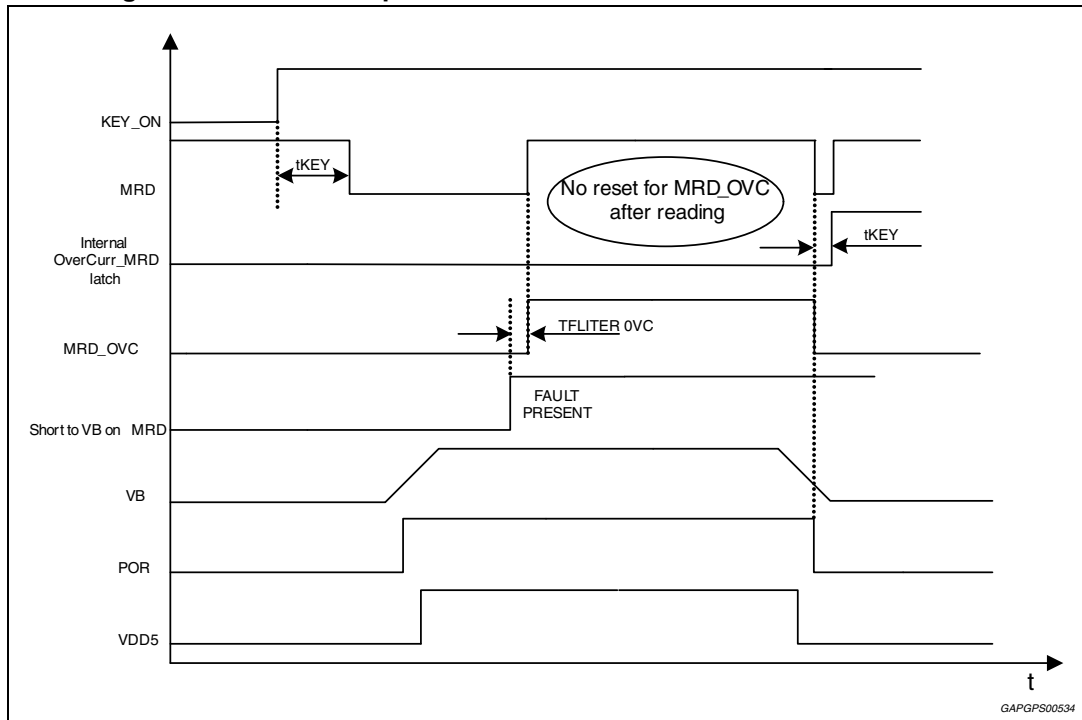 KEY_ON
tKEY
MRD
No reset for MRD_OVC
after reading
Internal
OverCurr_MRD
latch
tKEY
TFLITER 0VC
MRD_OVC
FAULT
PRESENT
Short to VB on MRD
VB
POR
VDD5
t
GAPGPS00534